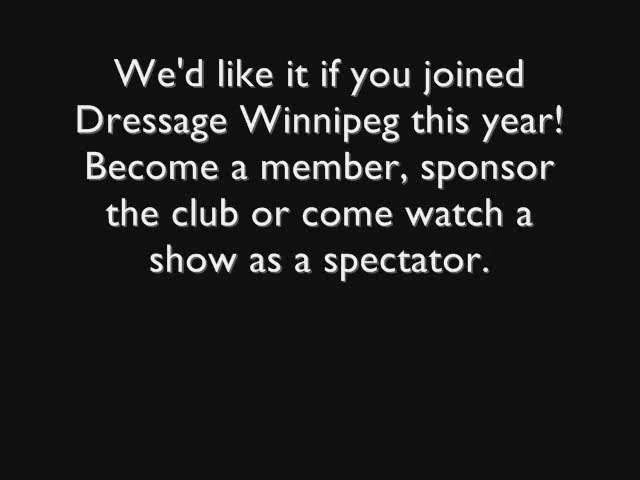 We'd like it if you joined
Dressage Winnipeg this year!
Become a member, sponsor
the club or come watch a
show as a spectator.